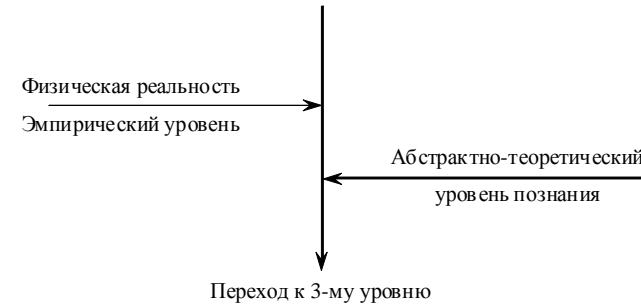 Физическая реальность
Эмпирический уровень
Абстрактно-теоретический
уровень познания
Переход к 3-му уровню